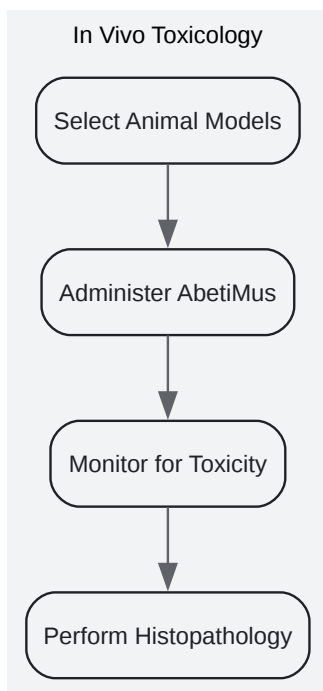 In Vivo Toxicology
Select Animal Models
Administer AbetiMus
Monitor for Toxicity
Perform Histopathology